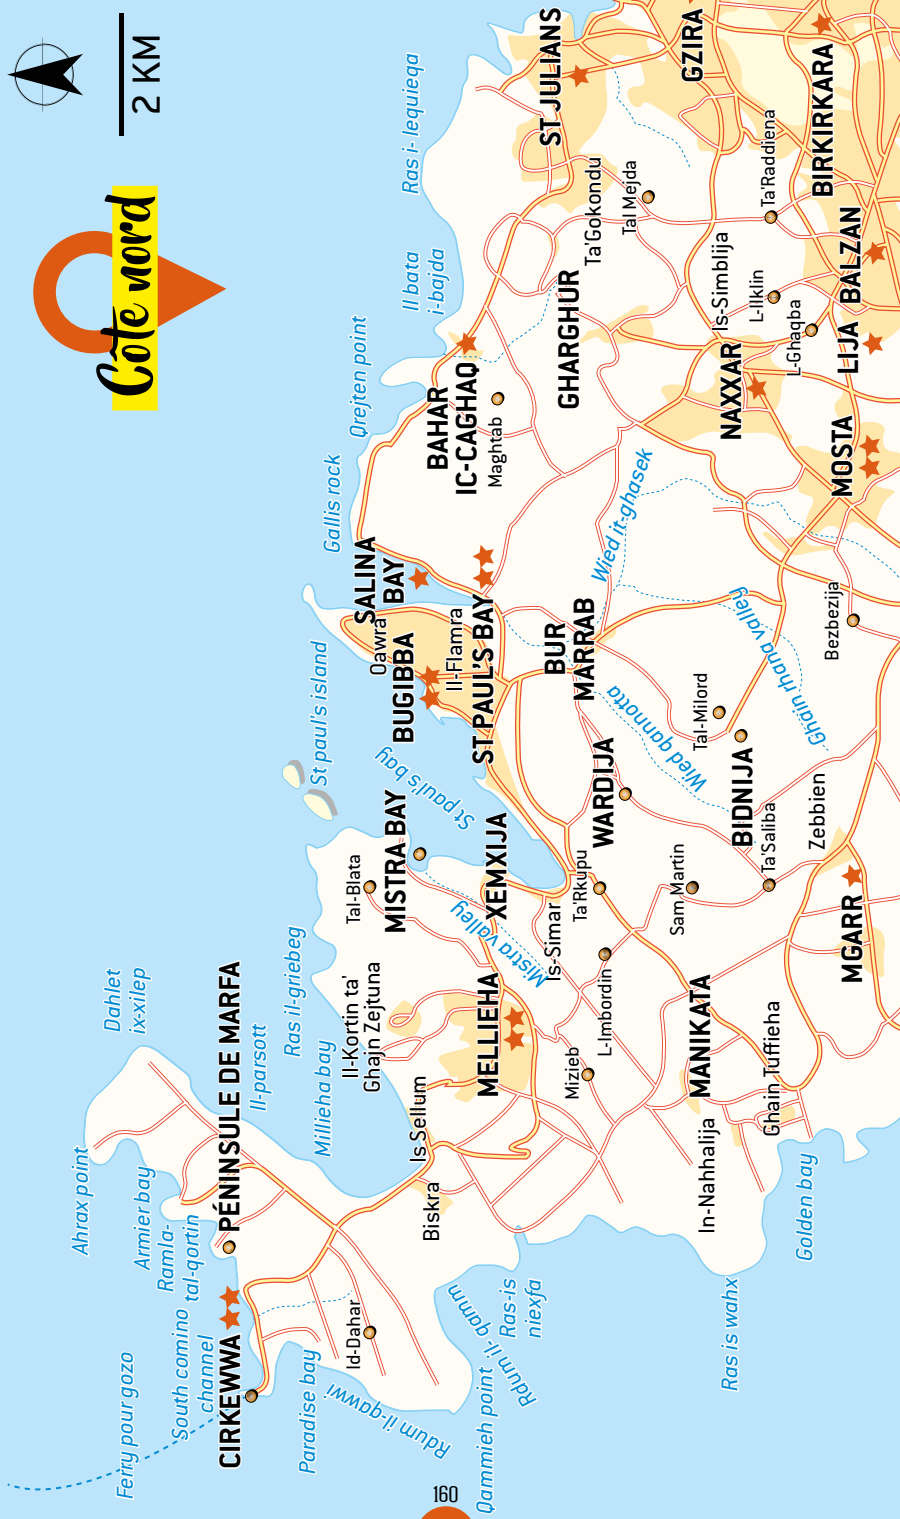 Côte nord
2 KM
Ferry pour gozo
South comino
channel
Ramla-
tal-qortin
Armier bay
Ahrax point
Dahlet
ix-xilep
CIRKEWWA
PÉNINSULE DE MARFA
Il-parsott
Ras il-griebeg
Millieha bay
Paradise bay
Id-Dahar
Rdum il-qawwi
Qammieh point
Rdum il-qamm
Ras-is
niexfa
Biskra
Is-Sellum
Il-Kortin ta'
Ghajn Zejtuna
Tal-Blata
MISTRA BAY
St paul's island
St paul's bay
MELLIEHA
Mistra valley
XEMXIJA
Is-Simar
Ta'Rkupu
Mizieb
L-Imbordin
Sam Martin
MANIKATA
In-Nahhalija
Ghain Tuffieha
Golden bay
Ras is wahx
MGARR
Zebbien
Ta'Saliba
BIDNIJA
WARDIJA
Tal-Milord
Wied qannotta
Ghain rhana valley
Bezbezija
BUR
MARRAB
Wied it-ghasek
BUGIBBA
Qawra
Il-Flamra
ST PAUL'S BAY
SALINA
BAY
Gallis rock
Qrejten point
Il bata
i-bajda
Ras i- lequieqa
BAHAR
IC-CAGHAQ
Maghtab
GHARGHUR
Ta'Gokondu
Tal Mejda
ST JULIANS
GZIRA
Ta'Raddiena
BIRKIRKARA
BALZAN
LIJA
Is-Simblija
L-Ilklin
L-Ghaqba
NAXXAR
MOSTA
160